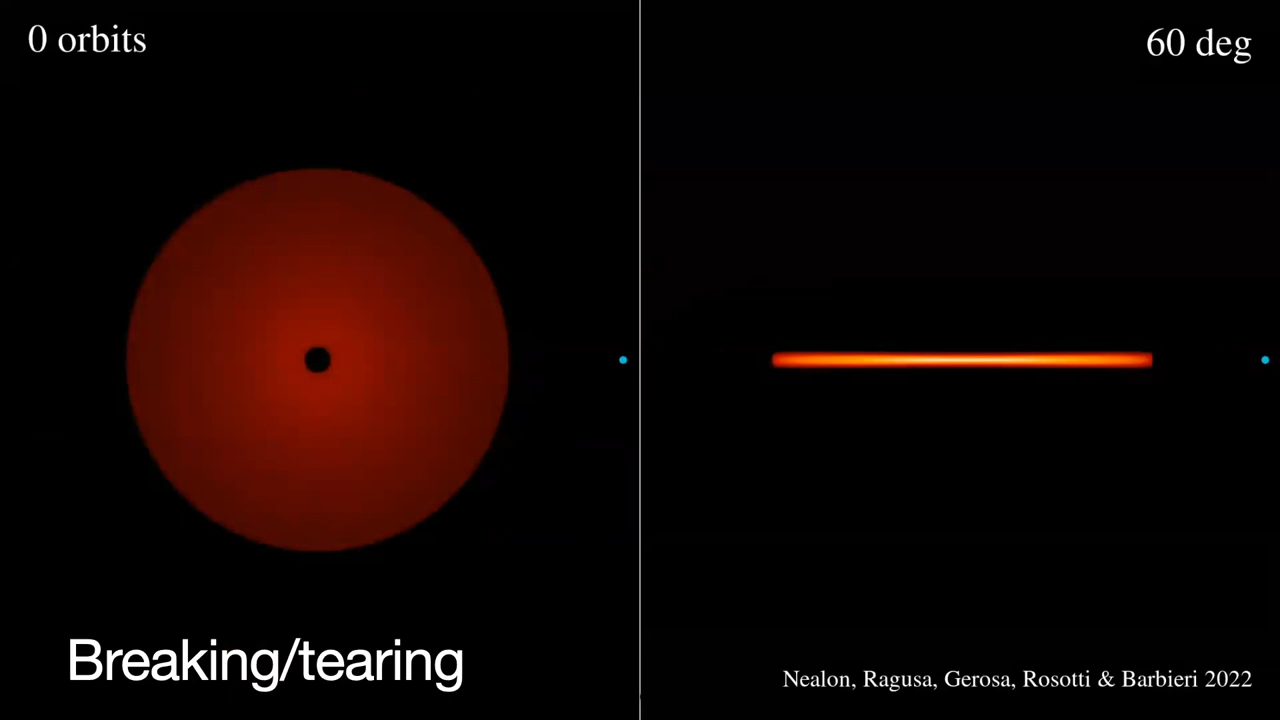 0 orbits
60 deg
Breaking/tearing
Nealon, Ragusa, Gerosa, Rosotti & Barbieri 2022